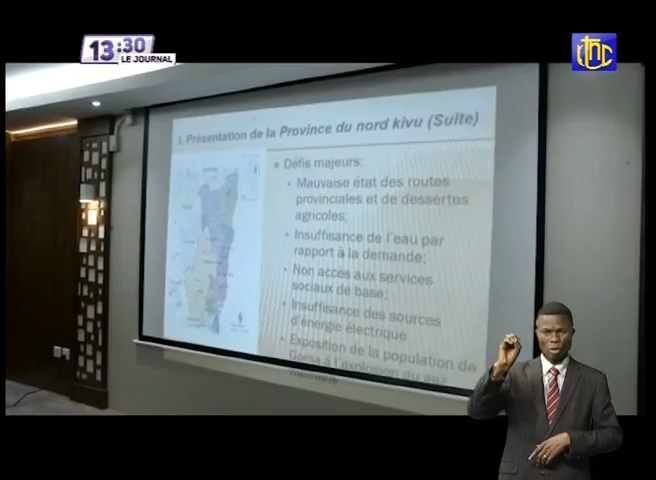 13:30
LE JOURNAL
I. Présentation de la Province du nord kivu (Suite)
Défis majeurs:
Mauvaise état des routes
provinciales et de dessertes
agricoles;
Insuffisance de l'eau par
rapport à la demande;
Non accès aux services
sociaux de base;
Insuffisance des sources
d'énergie électrique
Exposition de la population de
Goma à l'explosion du gaz